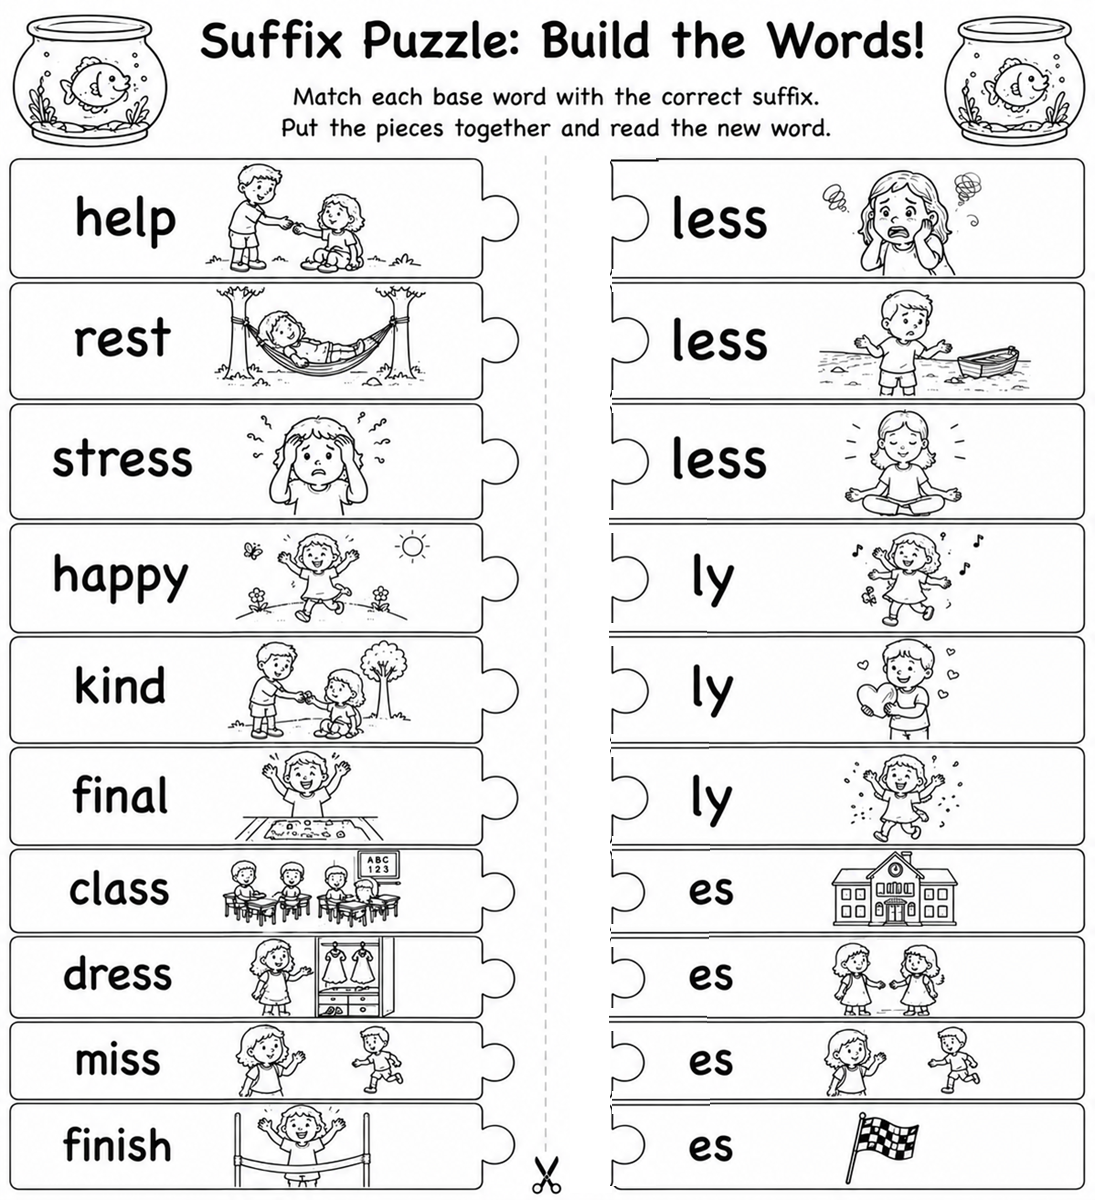 Suffix Puzzle: Build the Words!
Match each base word with the correct suffix.
Put the pieces together and read the new word.
help
less
rest
less
stress
less
happy
ly
kind
ly
final
ly
class
ABC
123
es
dress
es
miss
es
finish
es